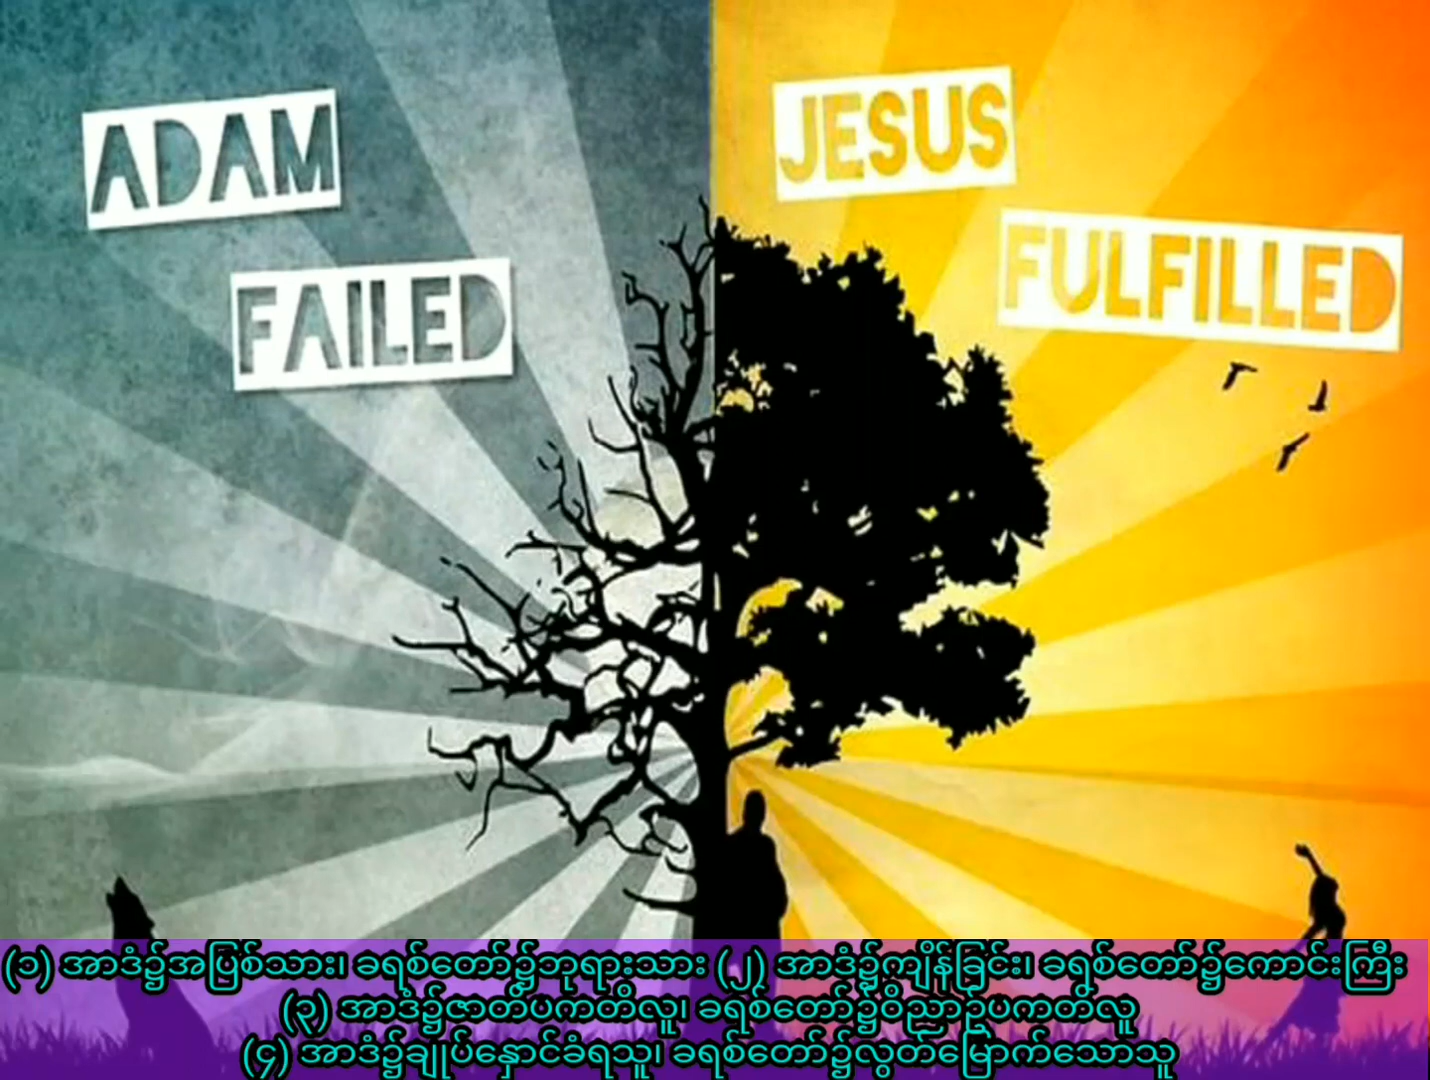 ADAM
FAILED
JESUS
FULFILLED
(၁) အာဒံ၌အပြစ်သား၊ ခရစ်တော်၌ဘုရားသား (၂) အာဒံ၌ကျိန်ခြင်း၊ ခရစ်တော်၌ကောင်းကြီး
(၃) အာဒံ၌ဇာတိပကတိလူ၊ ခရစ်တော်၌ဝိညာဉ်ပကတိလူ
(၄) အာဒံ၌ချုပ်နှောင်ခံရသူ၊ ခရစ်တော်၌လွတ်မြောက်သောသူ